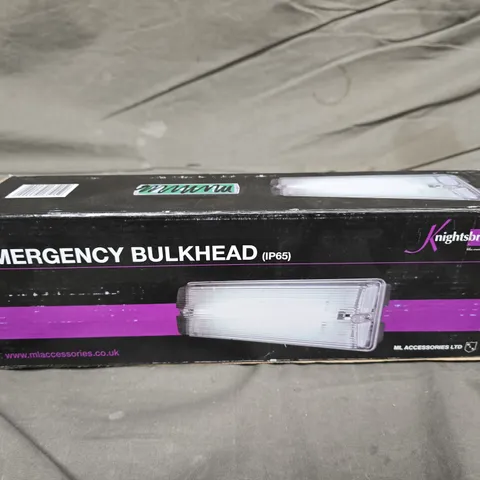 MERGENCY BULKHEAD (IP65)
Knightsbr
www.mlaccessories.co.uk
ML ACCESSORIES LTD